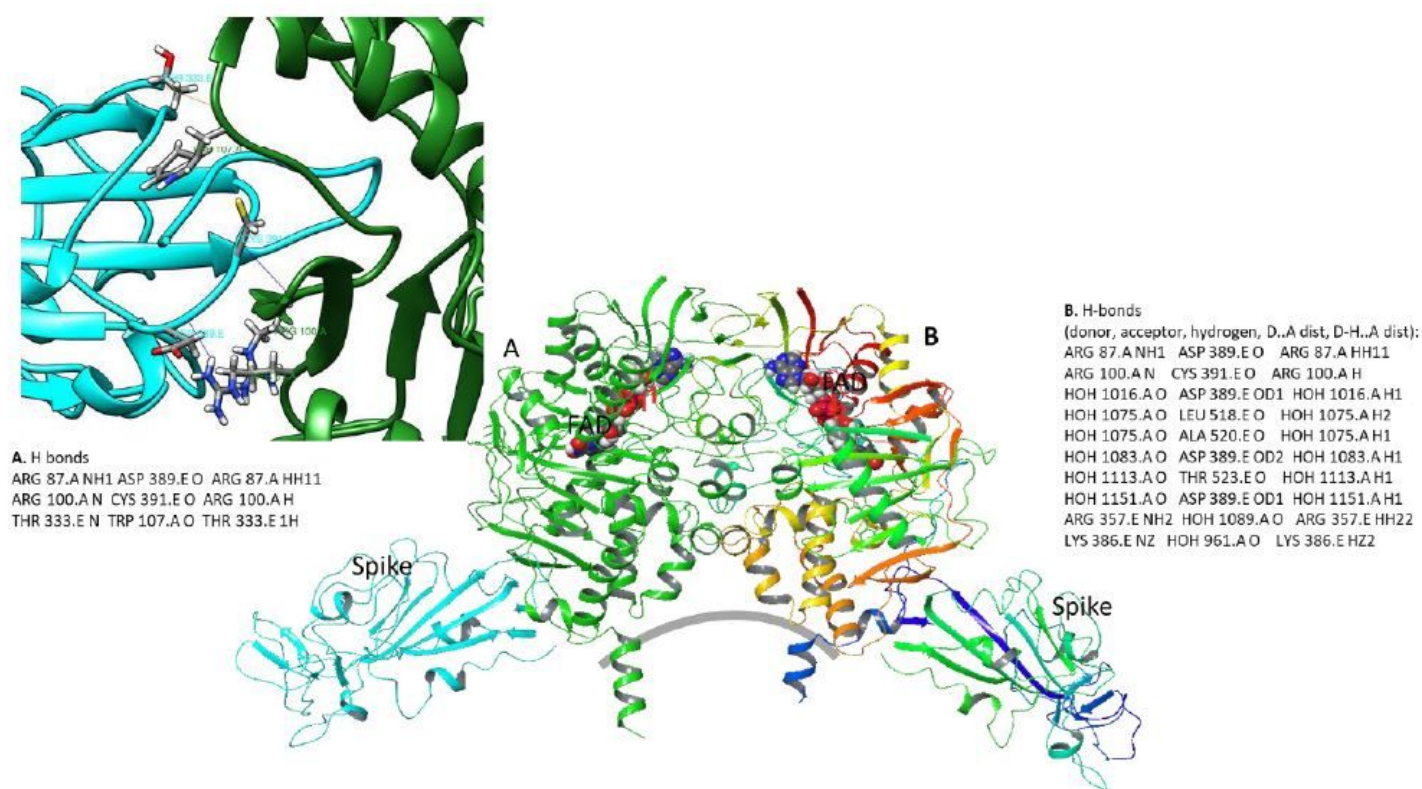 A. H bonds
ARG 87.A NH1 ASP 389.E O ARG 87.A HH11
ARG 100.A N CYS 391.E O ARG 100.A H
THR 333.E N TRP 107.A O THR 333.E 1H
A
B
FAD
FAD
Spike
Spike
B. H-bonds
(donor, acceptor, hydrogen, D..A dist, D-H..A dist):
ARG 87.A NH1 ASP 389.E O ARG 87.A HH11
ARG 100.A N CYS 391.E O ARG 100.A H
HOH 1016.A O ASP 389.E OD1 HOH 1016.A H1
HOH 1075.A O LEU 518.E O HOH 1075.A H2
HOH 1075.A O ALA 520.E O HOH 1075.A H1
HOH 1083.A O ASP 389.E OD2 HOH 1083.A H1
HOH 1113.A O THR 523.E O HOH 1113.A H1
HOH 1151.A O ASP 389.E OD1 HOH 1151.A H1
ARG 357.E NH2 HOH 1089.A O ARG 357.E HH22
LYS 386.E NZ HOH 961.A O LYS 386.E HZ2